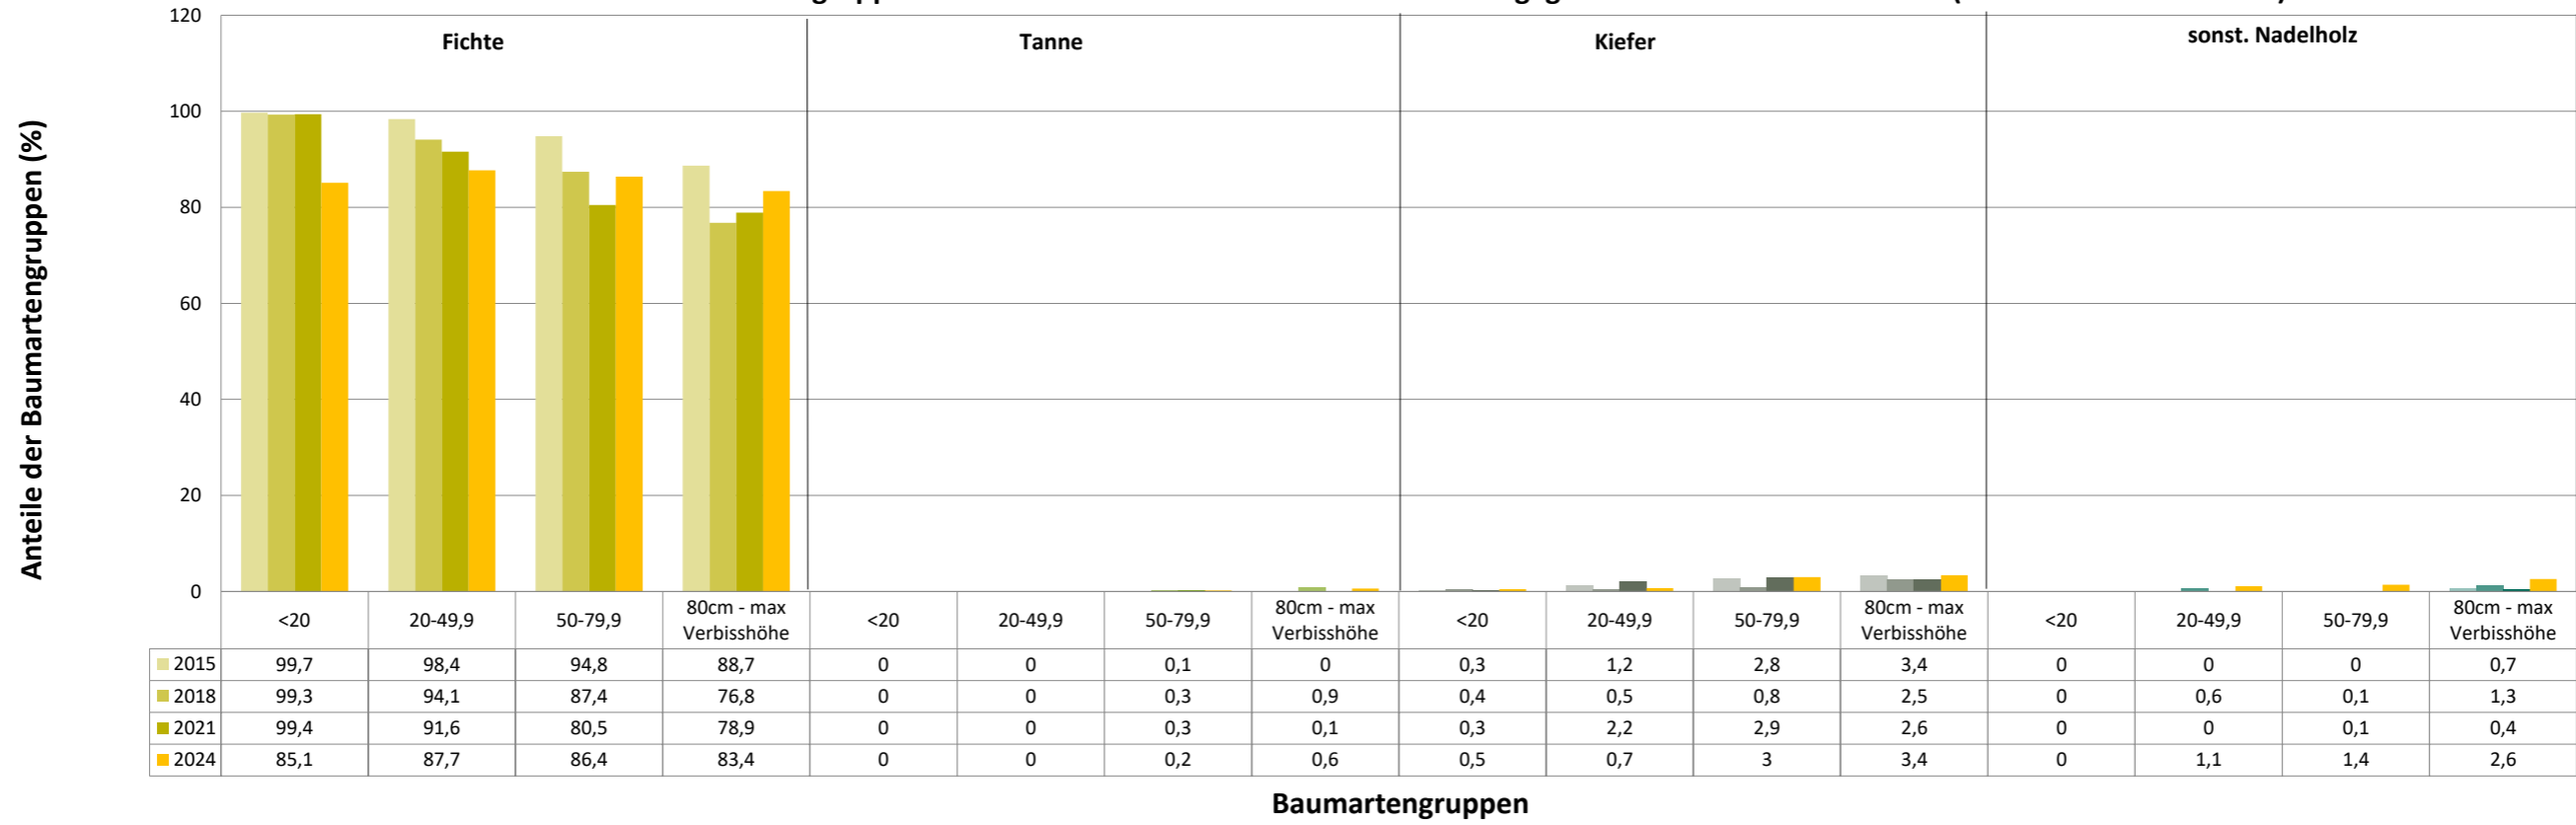 Anteile der Baumartengruppen (%)
120
100
80
60
40
20
0
Fichte
Tanne
Kiefer
sonst. Nadelholz
<20 20-49,9 50-79,9 80cm - max Verbisshöhe <20 20-49,9 50-79,9 80cm - max Verbisshöhe <20 20-49,9 50-79,9 80cm - max Verbisshöhe <20 20-49,9 50-79,9 80cm - max Verbisshöhe
2015 99,7 98,4 94,8 88,7 0 0 0,1 0 0,3 1,2 2,8 3,4 0 0 0 0,7
2018 99,3 94,1 87,4 76,8 0 0 0,3 0,9 0,4 0,5 0,8 2,5 0 0,6 0,1 1,3
2021 99,4 91,6 80,5 78,9 0 0 0,3 0,1 0,3 2,2 2,9 2,6 0 0 0,1 0,4
2024 85,1 87,7 86,4 83,4 0 0 0,2 0,6 0,5 0,7 3 3,4 0 1,1 1,4 2,6
Baumartengruppen